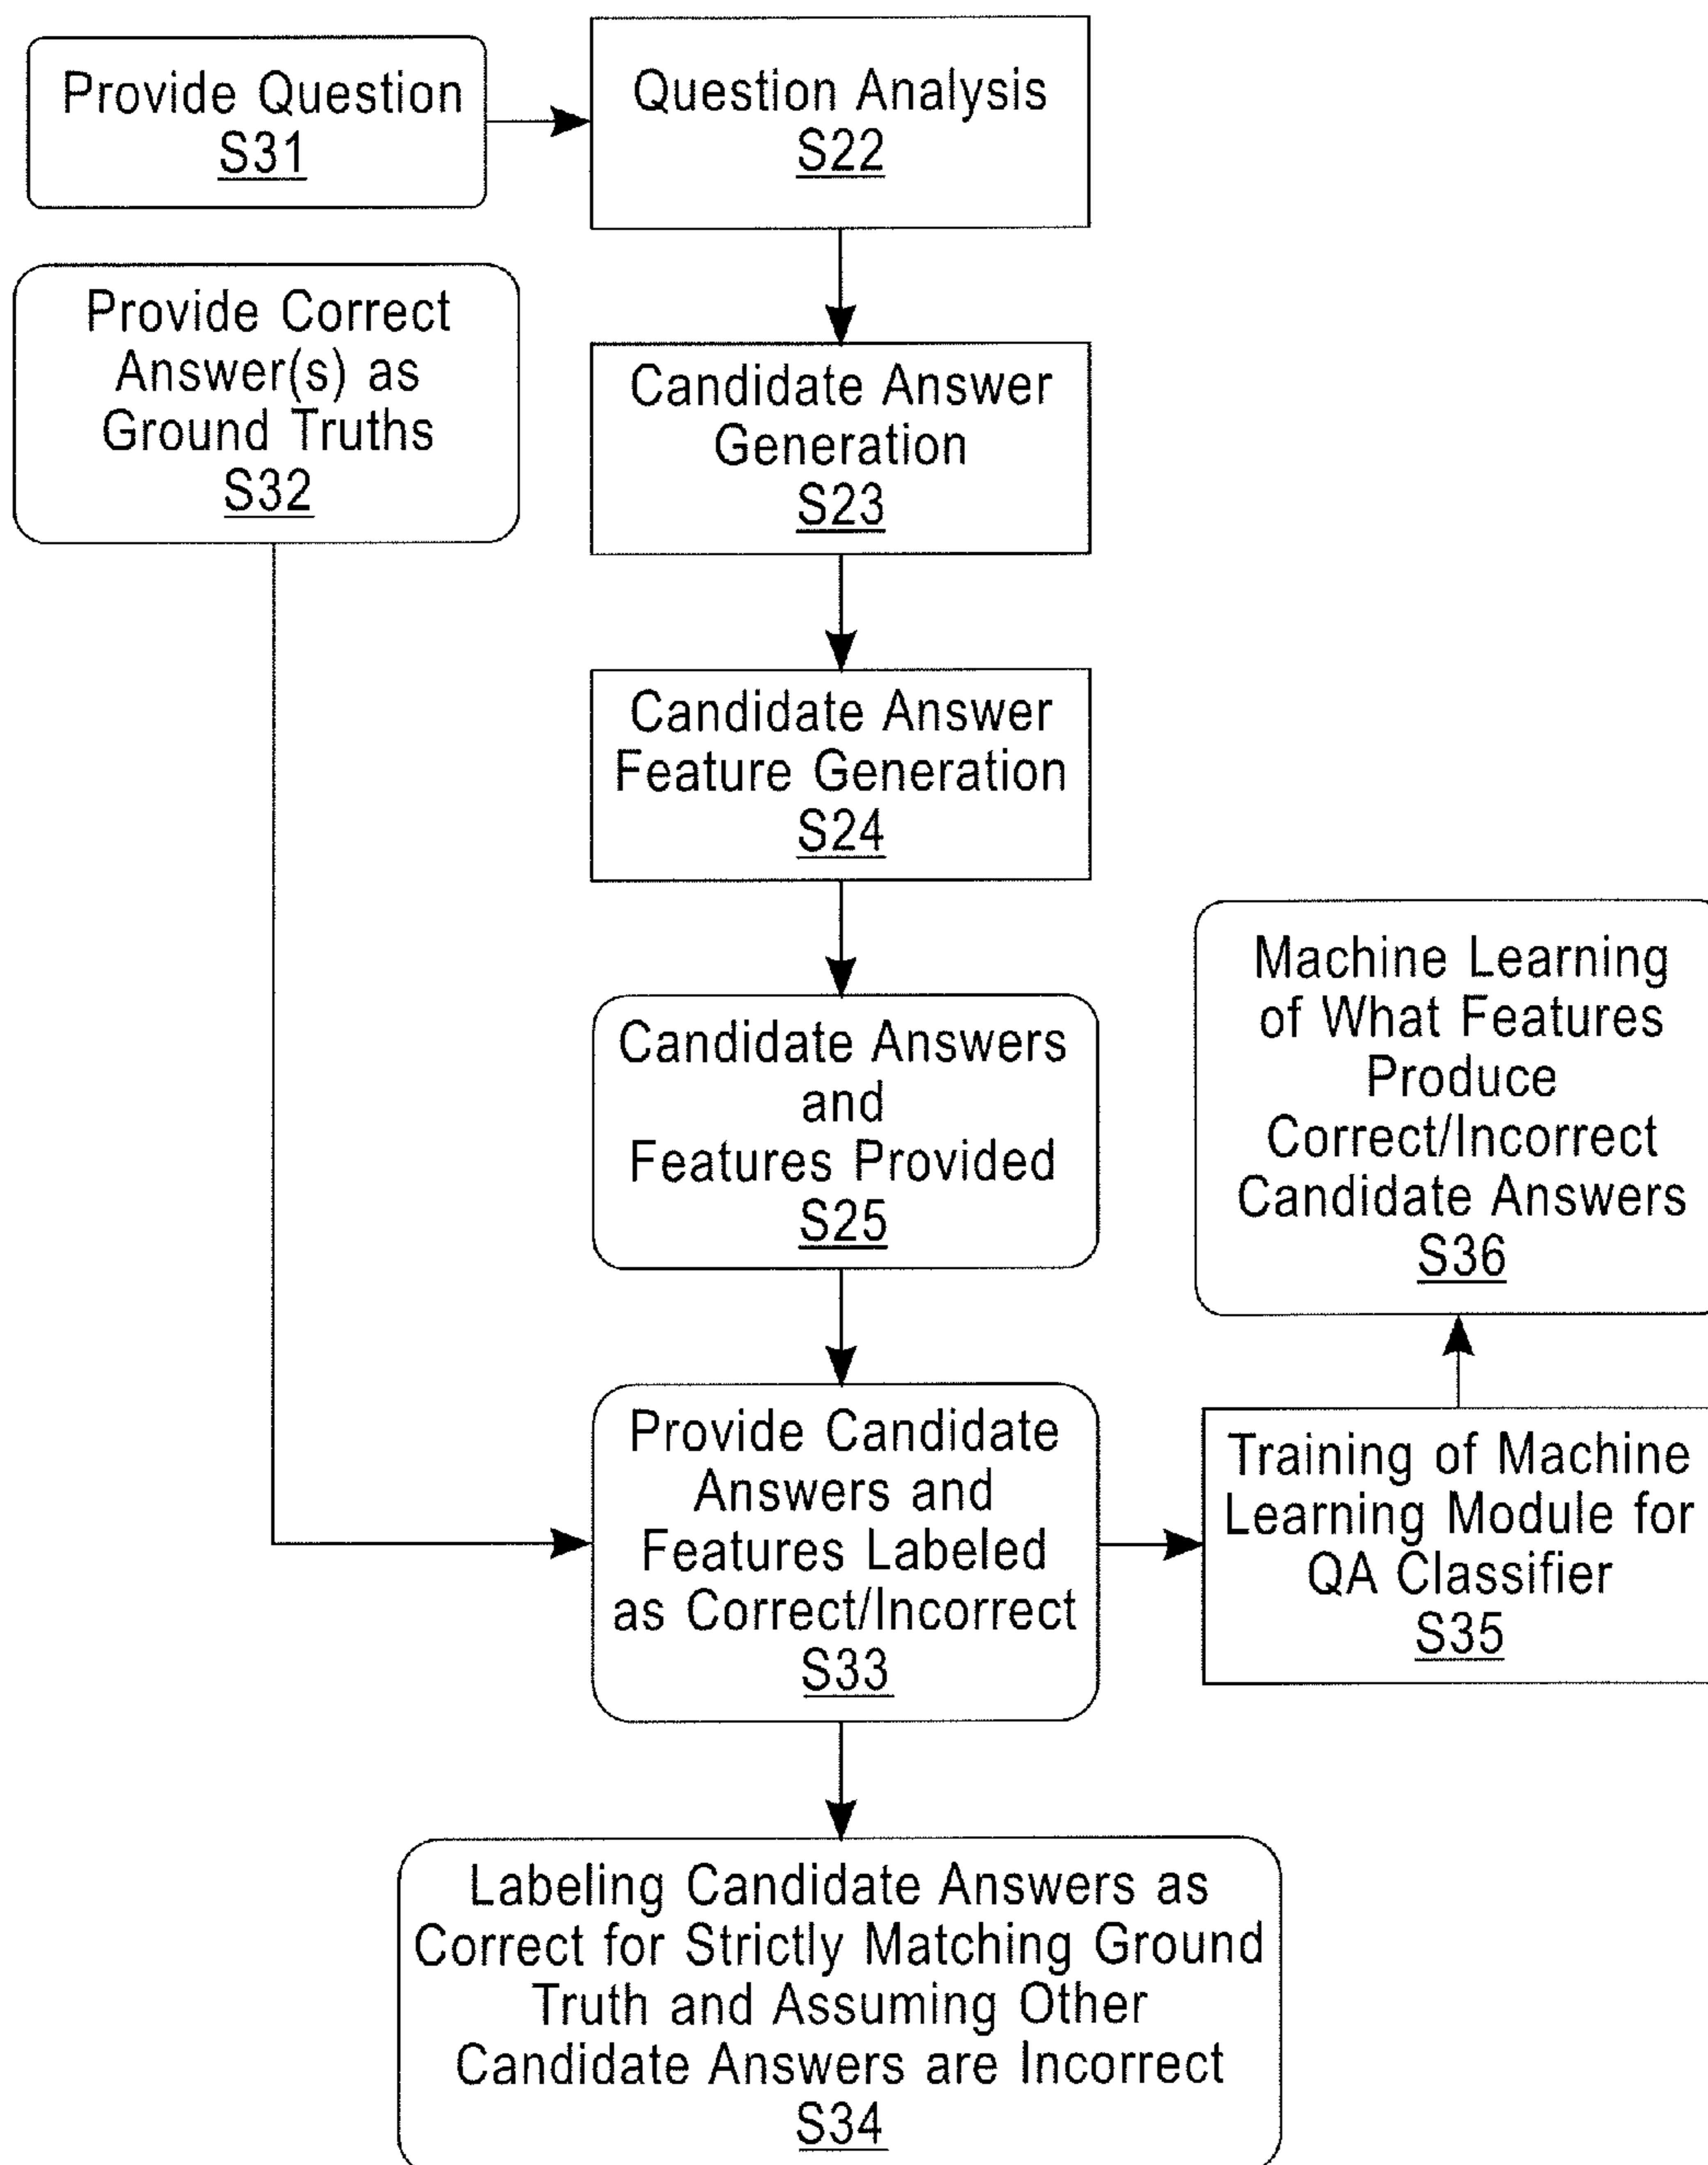 Provide Question
S31
Question Analysis
S22
Provide Correct
Answer(s) as
Ground Truths
S32
Candidate Answer
Generation
S23
Candidate Answer
Feature Generation
S24
Candidate Answers
and
Features Provided
S25
Machine Learning
of What Features
Produce
Correct/Incorrect
Candidate Answers
S36
Provide Candidate
Answers and
Features Labeled
as Correct/Incorrect
S33
Training of Machine
Learning Module for
QA Classifier
S35
Labeling Candidate Answers as
Correct for Strictly Matching Ground
Truth and Assuming Other
Candidate Answers are Incorrect
S34